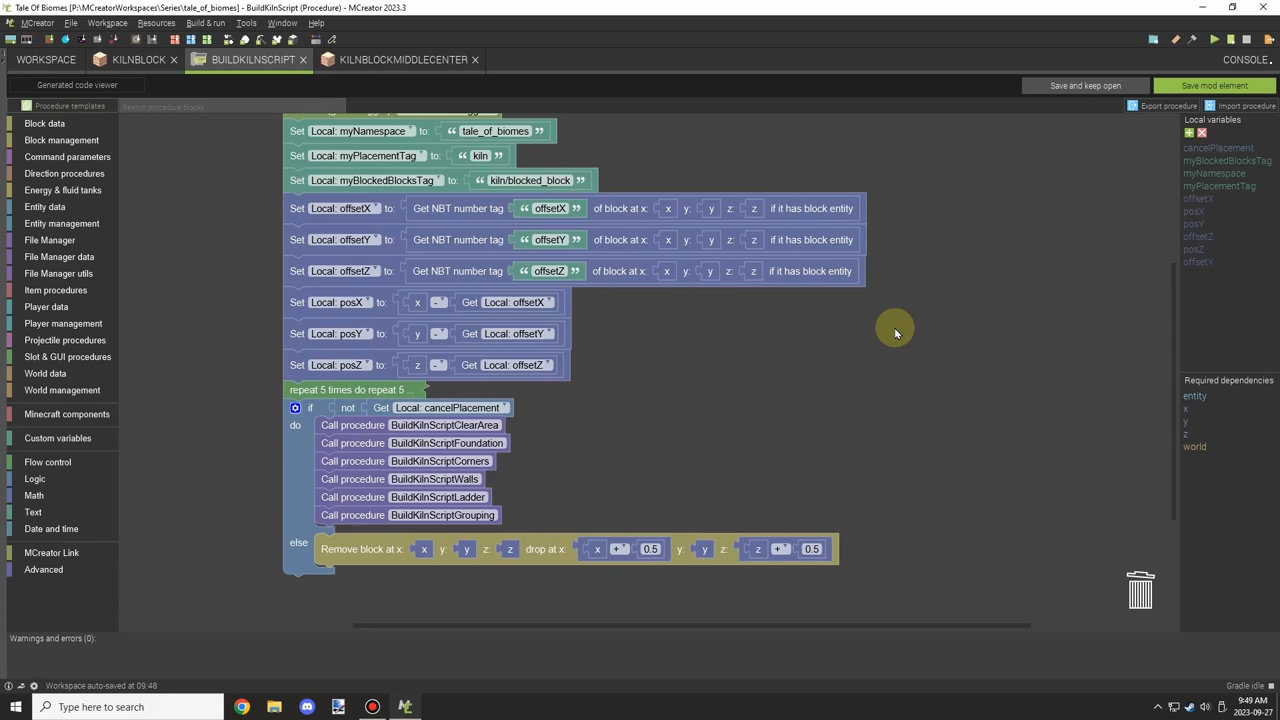 Tale Of Biomes [P:\MCreatorWorkspaces\Series\tale_of_biomes] - BuildKilnScript (Procedure) - MCreator 2023.3
MCreator File Workspace Resources Build & run Tools Window Help
WORKSPACE KILNBLOCK BUILDKILNSCRIPT KILNBLOCKMIDDLECENTER CONSOLE
Generated code viewer Save and keep open Save mod element
Procedure templates Search procedure blocks Export procedure Import procedure
Block data
Block management
Command parameters
Direction procedures
Energy & fluid tanks
Entity data
Entity management
File Manager
File Manager data
File Manager utils
Item procedures
Player data
Player management
Projectile procedures
Slot & GUI procedures
World data
World management
Minecraft components
Custom variables
Flow control
Logic
Math
Text
Date and time
MCreator Link
Advanced
Set Local: myNamespace to: “ tale_of_biomes ”
Set Local: myPlacementTag to: “ kiln ”
Set Local: myBlockedBlocksTag to: “ kiln/blocked_block ”
Set Local: offsetX to: Get NBT number tag “ offsetX ” of block at x: x y: y z: z if it has block entity
Set Local: offsetY to: Get NBT number tag “ offsetY ” of block at x: x y: y z: z if it has block entity
Set Local: offsetZ to: Get NBT number tag “ offsetZ ” of block at x: x y: y z: z if it has block entity
Set Local: posX to: x - Get Local: offsetX
Set Local: posY to: y - Get Local: offsetY
Set Local: posZ to: z - Get Local: offsetZ
repeat 5 times do repeat 5 ...
if not Get Local: cancelPlacement
do Call procedure BuildKilnScriptClearArea
Call procedure BuildKilnScriptFoundation
Call procedure BuildKilnScriptCorners
Call procedure BuildKilnScriptWalls
Call procedure BuildKilnScriptLadder
Call procedure BuildKilnScriptGrouping
else Remove block at x: x y: y z: z drop at x: x + 0.5 y: y z: z + 0.5
Local variables
cancelPlacement
myBlockedBlocksTag
myNamespace
myPlacementTag
offsetX
posX
posY
offsetZ
posZ
offsetY
Required dependencies
entity
x
y
z
world
Warnings and errors (0):
Workspace auto-saved at 09:48 Gradle idle
Type here to search
9:49 AM
2023-09-27